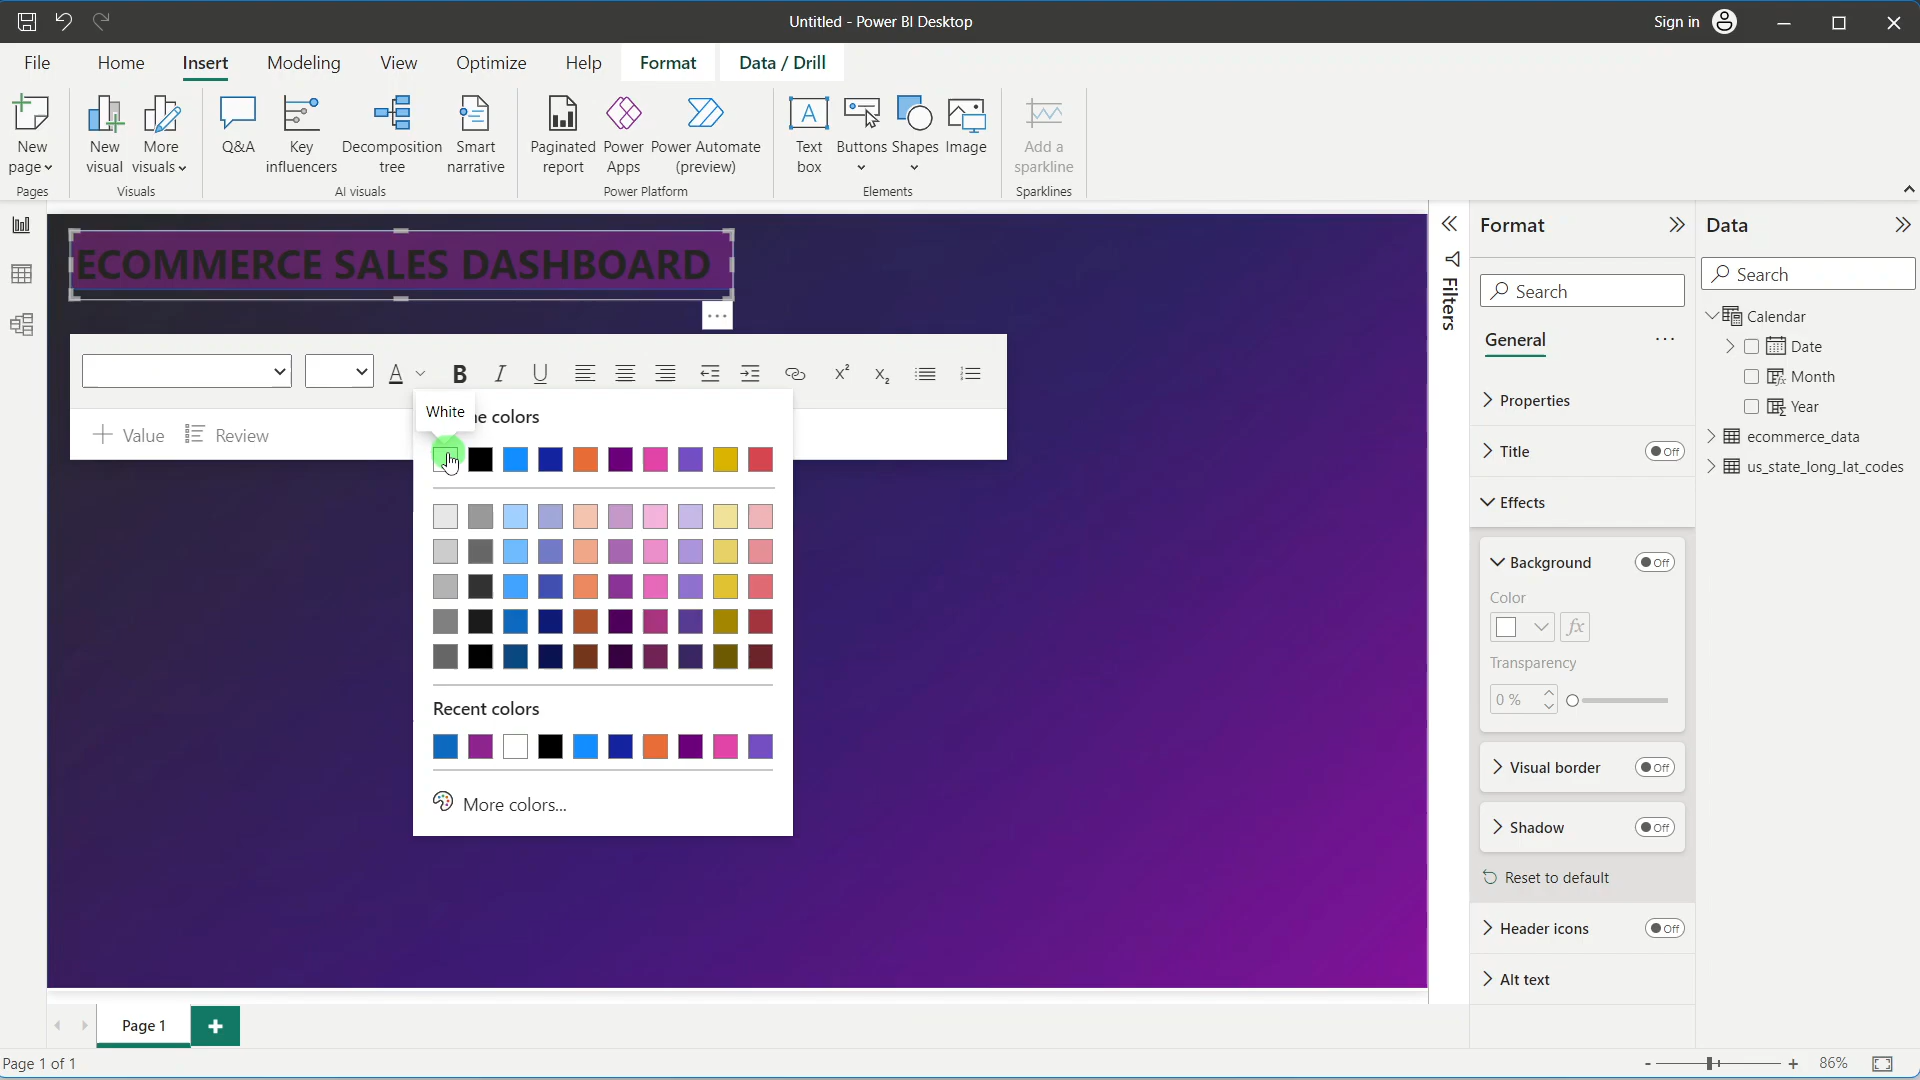 Untitled - Power BI Desktop
Sign in
File Home Insert Modeling View Optimize Help Format Data / Drill
New page
New visual
More visuals
Q&A
Key influencers
Decomposition tree
Smart narrative
Paginated report
Power Apps
Power Automate (preview)
Text box
Buttons
Shapes
Image
Add a sparkline
Pages
Visuals
AI visuals
Power Platform
Elements
Sparklines
ECOMMERCE SALES DASHBOARD
Value
Review
White
e colors
Recent colors
More colors...
Filters
Format
Search
General
Properties
Title Off
Effects
Background Off
Color
fx
Transparency
0 %
Visual border Off
Shadow Off
Reset to default
Header icons Off
Alt text
Data
Search
Calendar
Date
Month
Year
ecommerce_data
us_state_long_lat_codes
Page 1
Page 1 of 1
- + 86%